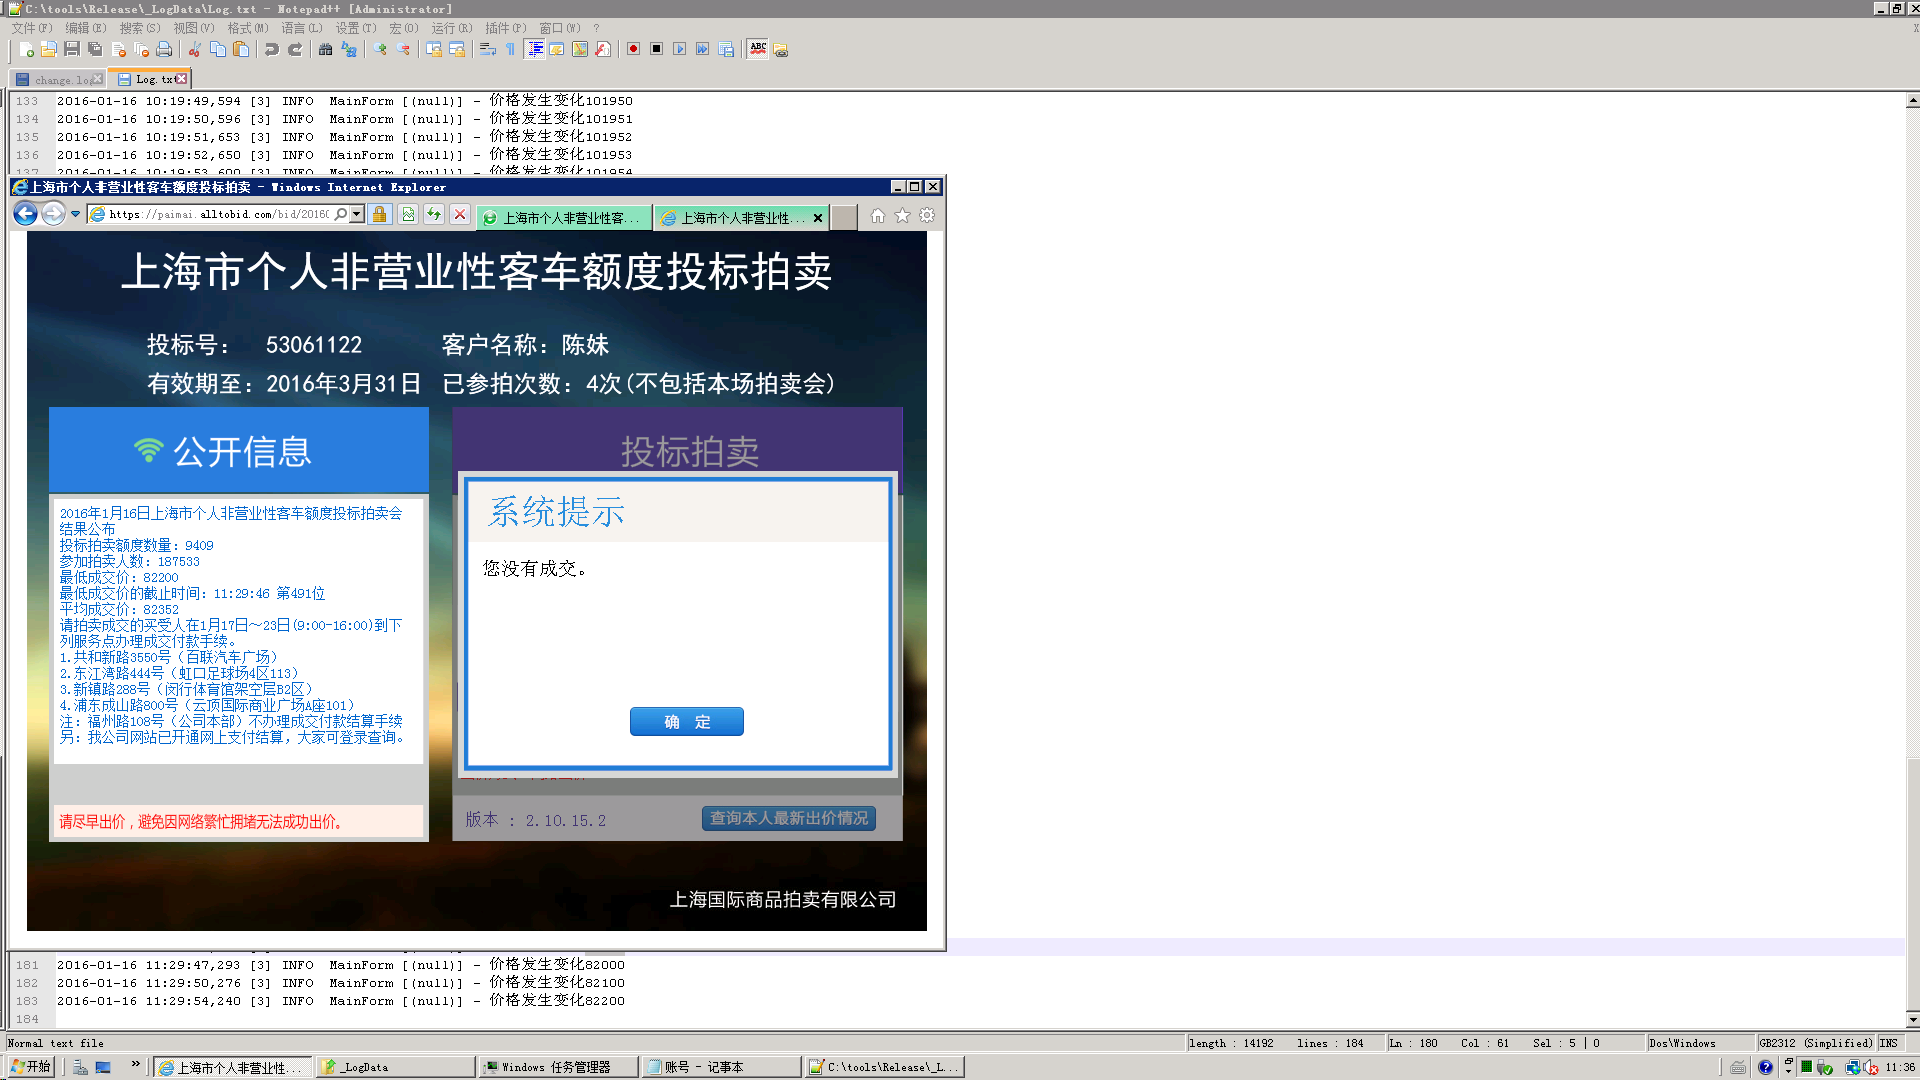 C:\tools\Release\_LogData\Log.txt - Notepad++ [Administrator]
文件(F) 编辑(E) 搜索(S) 视图(V) 格式(M) 语言(L) 设置(T) 宏(O) 运行(R) 插件(P) 窗口(W) ?
change.log Log.txt
133 2016-01-16 10:19:49,594 [3] INFO MainForm [(null)] - 价格发生变化101950
134 2016-01-16 10:19:50,596 [3] INFO MainForm [(null)] - 价格发生变化101951
135 2016-01-16 10:19:51,653 [3] INFO MainForm [(null)] - 价格发生变化101952
136 2016-01-16 10:19:52,650 [3] INFO MainForm [(null)] - 价格发生变化101953
137 2016-01-16 10:19:53,600 [3] INFO MainForm [(null)] - 价格发生变化101954
上海市个人非营业性客车额度投标拍卖 - Windows Internet Explorer
https://paimai.alltobid.com/bid/2016( 上海市个人非营业性客... 上海市个人非营业性...
上海市个人非营业性客车额度投标拍卖
投标号： 53061122 客户名称：陈妹
有效期至：2016年3月31日 已参拍次数：4次(不包括本场拍卖会)
公开信息
投标拍卖
2016年1月16日上海市个人非营业性客车额度投标拍卖会
结果公布
投标拍卖额度数量：9409
参加拍卖人数：187533
最低成交价：82200
最低成交价的截止时间：11:29:46 第491位
平均成交价：82352
请拍卖成交的买受人在1月17日～23日(9:00-16:00)到下
列服务点办理成交付款手续。
1.共和新路3550号（百联汽车广场）
2.东江湾路444号（虹口足球场4区113）
3.新镇路288号（闵行体育馆架空层B2区）
4.浦东成山路800号（云顶国际商业广场A座101）
注：福州路108号（公司本部）不办理成交付款结算手续
另：我公司网站已开通网上支付结算，大家可登录查询。
请尽早出价，避免因网络繁忙拥堵无法成功出价。
系统提示
您没有成交。
确 定
版本 ： 2.10.15.2
查询本人最新出价情况
上海国际商品拍卖有限公司
181 2016-01-16 11:29:47,293 [3] INFO MainForm [(null)] - 价格发生变化82000
182 2016-01-16 11:29:50,276 [3] INFO MainForm [(null)] - 价格发生变化82100
183 2016-01-16 11:29:54,240 [3] INFO MainForm [(null)] - 价格发生变化82200
184
Normal text file length : 14192 lines : 184 Ln : 180 Col : 61 Sel : 5 | 0 Dos\Windows GB2312 (Simplified) INS
开始 » 上海市个人非营业性... _LogData Windows 任务管理器 账号 - 记事本 C:\tools\Release\_L... 11:36